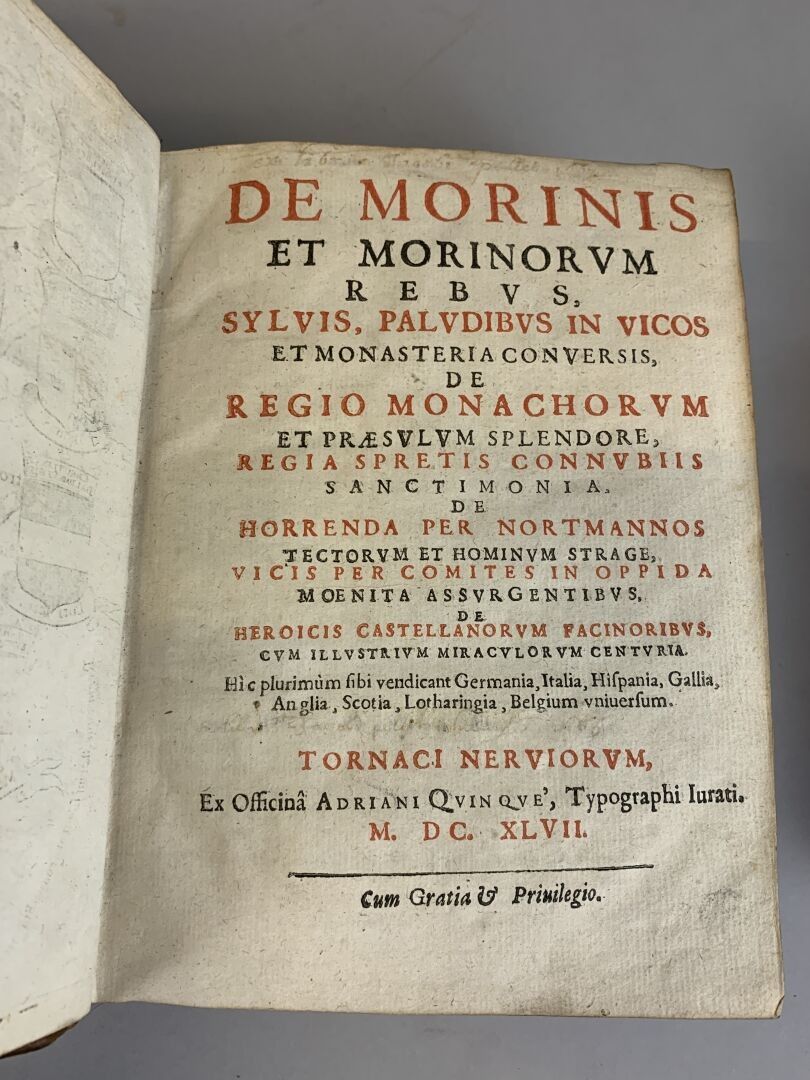 DE MORINIS
ET MORINORVM
REBVS,
SYLVIS, PALVDIBVS IN VICOS
ET MONASTERIA CONVERSIS,
DE
REGIO MONACHORVM
ET PRÆSVLVM SPLENDORE,
REGIA SPRETIS CONNVBIIS
SANCTIMONIA,
DE
HORRENDA PER NORTMANNOS
TECTORVM ET HOMINVM STRAGE,
VICIS PER COMITES IN OPPIDA
MOENITA ASSVRGENTIBVS,
DE
HEROICIS CASTELLANORVM FACINORIBVS,
CVM ILLVSTRIVM MIRACVLORVM CENTVRIA.
Hìc plurimùm ſibi vendicant Germania, Italia, Hiſpania, Gallia,
Anglia, Scotia, Lotharingia, Belgium vniuerſum.
TORNACI NERVIORVM,
Ex Officinâ ADRIANI QVINQVE', Typographi Iurati.
M. DC. XLVII.
Cum Gratia & Priuilegio.